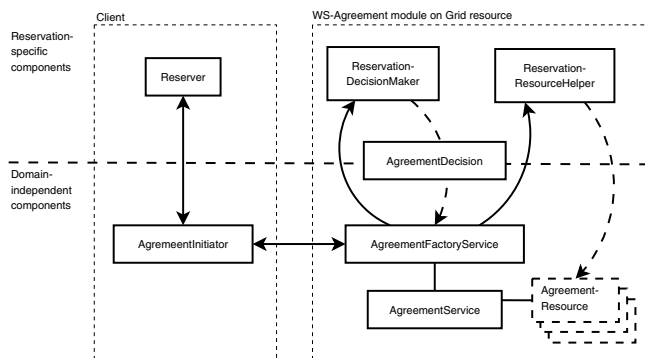 Client
WS-Agreement module on Grid resource
Reservation-
specific
components
Reserver
Reservation-
DecisionMaker
Reservation-
ResourceHelper
AgreementDecision
Domain-
independent
components
AgremeentInitiator
AgreementFactoryService
AgreementService
Agreement-
Resource